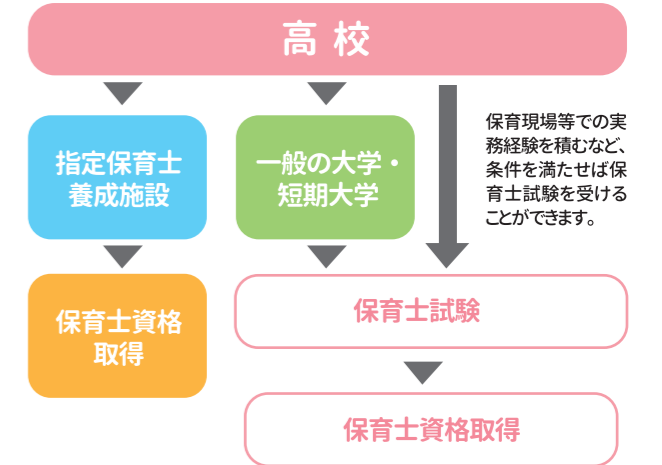 高校
指定保育士
養成施設
一般の大学・
短期大学
保育現場等での実
務経験を積むなど、
条件を満たせば保
育士試験を受ける
ことができます。
保育士資格
取得
保育士試験
保育士資格取得